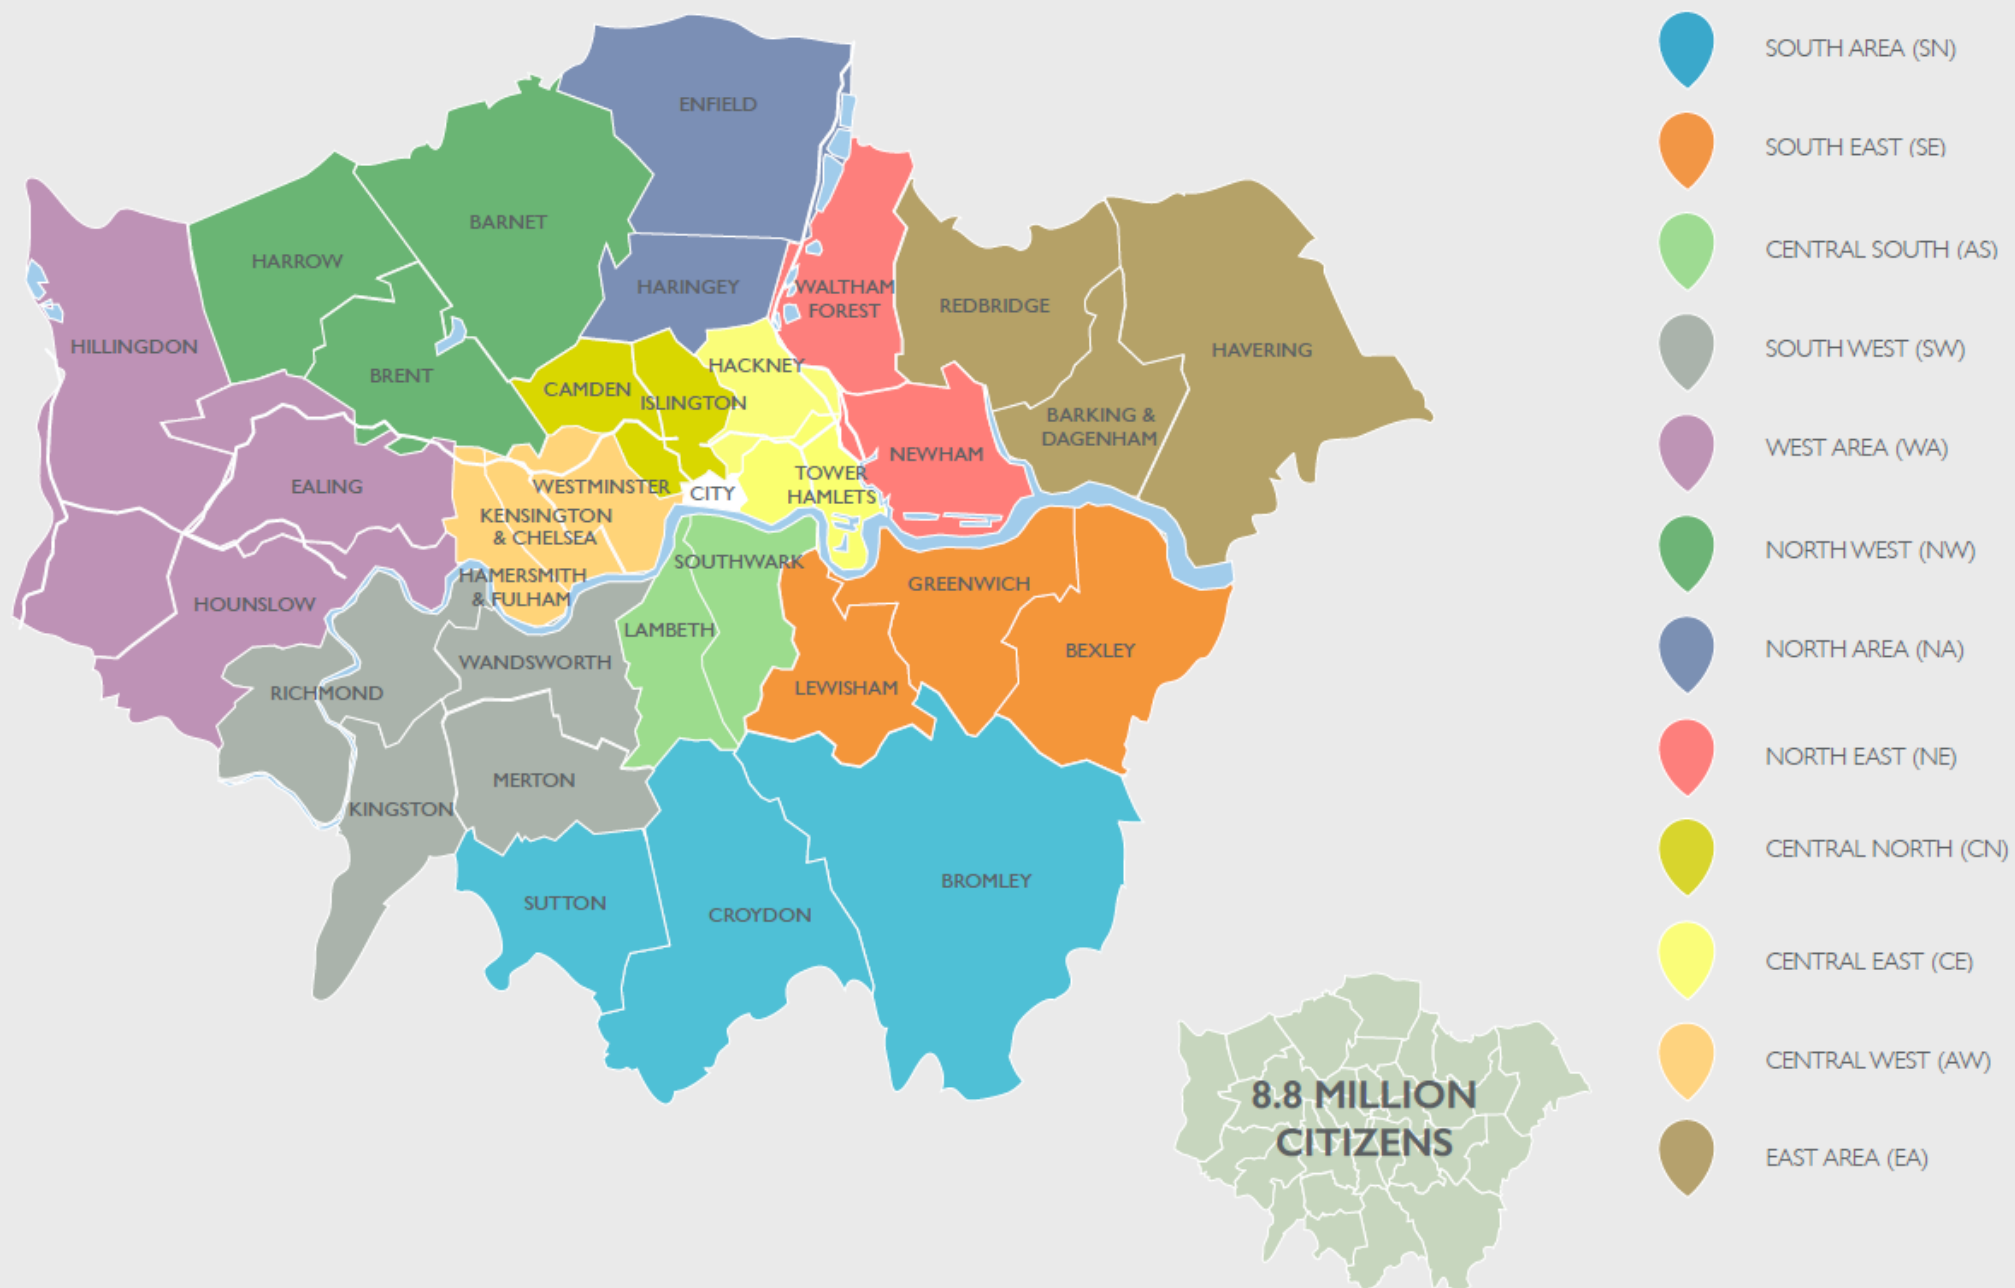 ENFIELD
BARNET
HARROW
HARINGEY
WALTHAM
FOREST
REDBRIDGE
HILLINGDON
HAVERING
BRENT
HACKNEY
CAMDEN
ISLINGTON
BARKING &
DAGENHAM
NEWHAM
EALING
WESTMINSTER
CITY
TOWER
HAMLETS
KENSINGTON
& CHELSEA
SOUTHWARK
HAMERSMITH
& FULHAM
GREENWICH
HOUNSLOW
LAMBETH
BEXLEY
WANDSWORTH
RICHMOND
LEWISHAM
MERTON
KINGSTON
BROMLEY
SUTTON
CROYDON
8.8 MILLION
CITIZENS
SOUTH AREA (SN)
SOUTH EAST (SE)
CENTRAL SOUTH (AS)
SOUTH WEST (SW)
WEST AREA (WA)
NORTH WEST (NW)
NORTH AREA (NA)
NORTH EAST (NE)
CENTRAL NORTH (CN)
CENTRAL EAST (CE)
CENTRAL WEST (AW)
EAST AREA (EA)